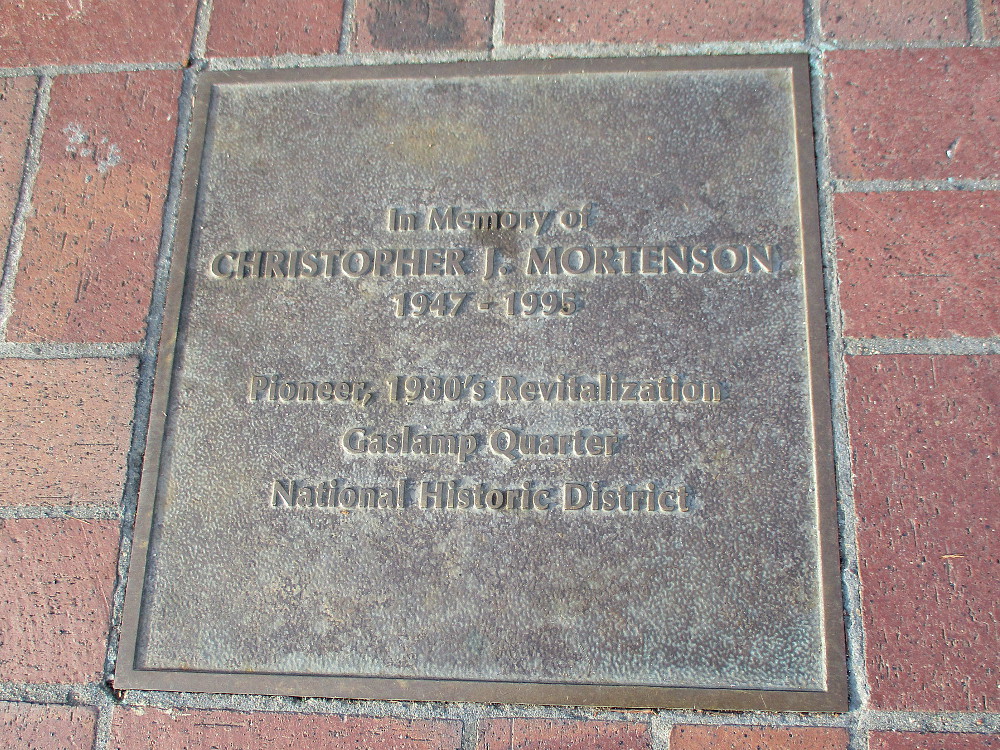 In Memory of
CHRISTOPHER J. MORTENSON
1947 - 1995
Pioneer, 1980's Revitalization
Gaslamp Quarter
National Historic District